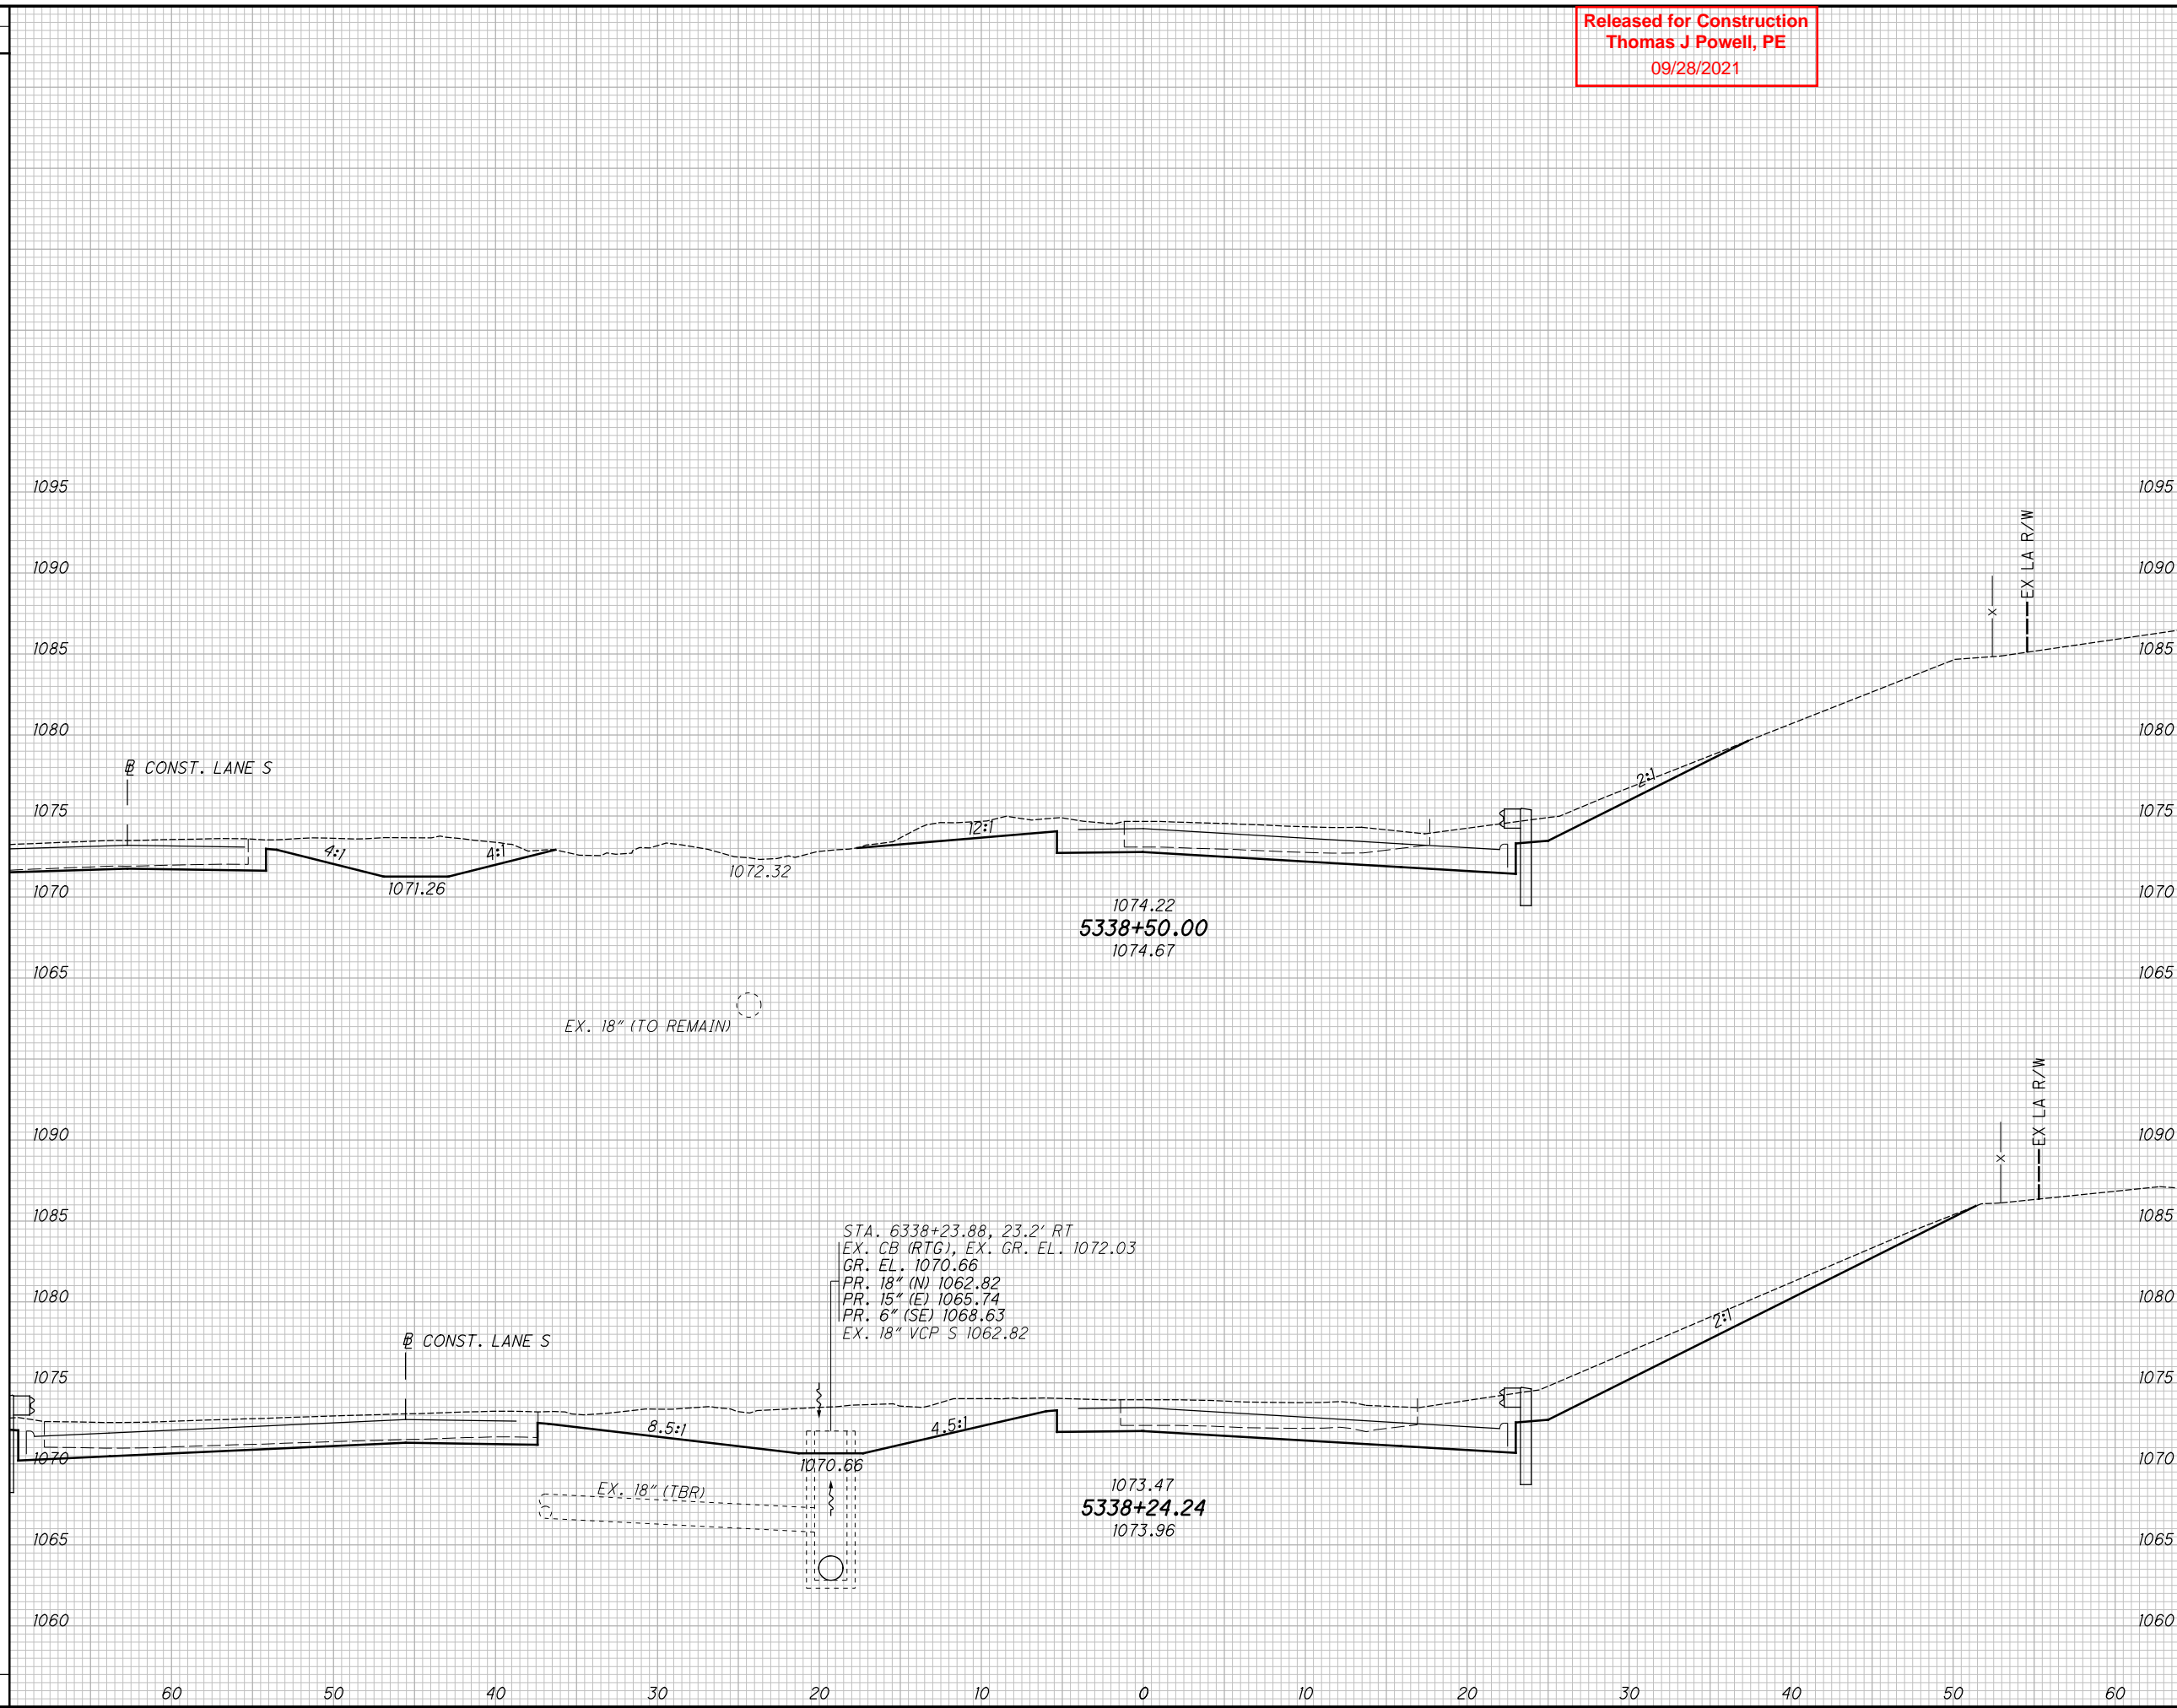 Released for Construction
Thomas J Powell, PE
09/28/2021
1095 1095
EX LA R/W
1090 1090
1085 1085
1080 1080
CONST. LANE S
2:1
1075 1075
12:1
4:1 4:1
1072.32
1070 1071.26 1070
1074.22
5338+50.00
1074.67
1065 1065
EX. 18" (TO REMAIN)
EX LA R/W
1090 1090
1085 1085
STA. 6338+23.88, 23.2' RT
EX. CB (RTG), EX. GR. EL. 1072.03
GR. EL. 1070.66
PR. 18" (N) 1062.82
1080 1080
PR. 15" (E) 1065.74
PR. 6" (SE) 1068.63
EX. 18" VCP S 1062.82
2:1
CONST. LANE S
1075 1075
8.5:1 4.5:1
1070 1070.66 1070
1073.47
EX. 18" (TBR)
5338+24.24
1073.96
1065 1065
1060 1060
60 50 40 30 20 10 0 10 20 30 40 50 60